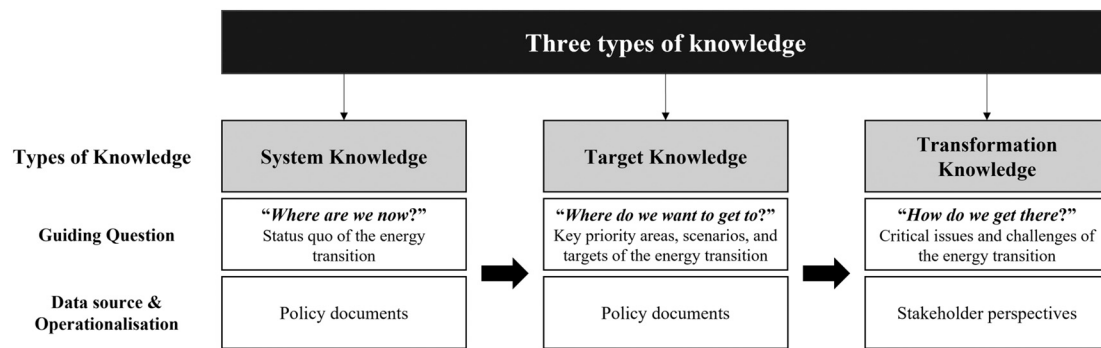 Three types of knowledge
Types of Knowledge
System Knowledge
Target Knowledge
Transformation
Knowledge
Guiding Question
“Where are we now?”
Status quo of the energy
transition
“Where do we want to get to?”
Key priority areas, scenarios, and
targets of the energy transition
“How do we get there?”
Critical issues and challenges of
the energy transition
Data source &
Operationalisation
Policy documents
Policy documents
Stakeholder perspectives